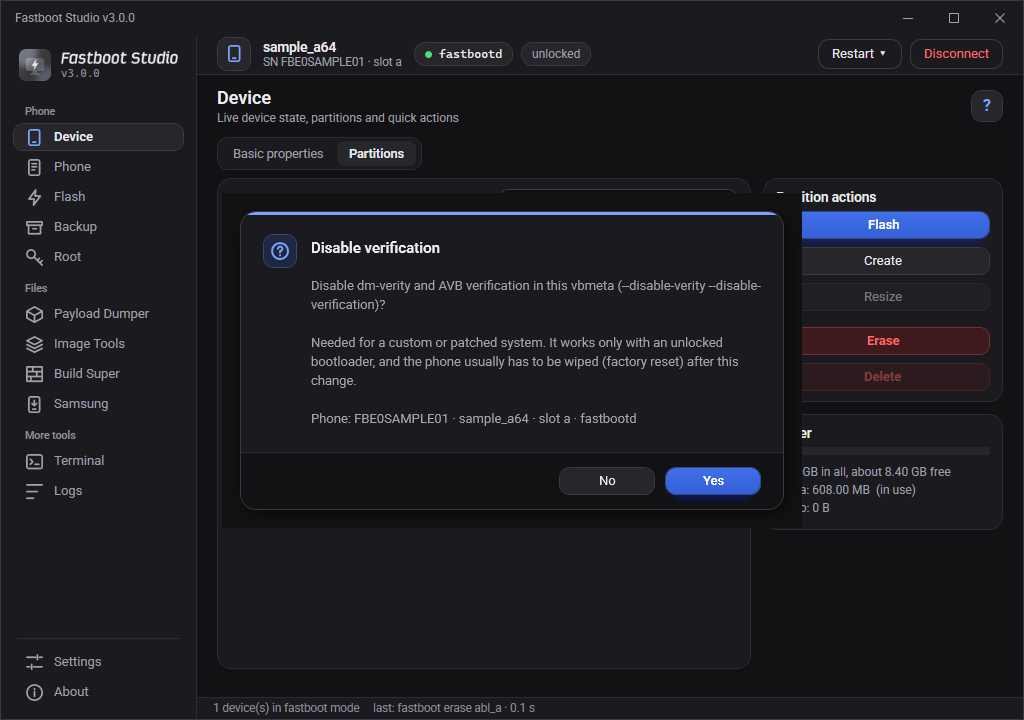 Fastboot Studio v3.0.0
Fastboot Studio
v3.0.0
Phone
Device
Phone
Flash
Backup
Root
Files
Payload Dumper
Image Tools
Build Super
Samsung
More tools
Terminal
Logs
Settings
About
sample_a64
SN FBE0SAMPLE01 · slot a
fastbootd
unlocked
Restart ▾
Disconnect
Device
Live device state, partitions and quick actions
?
Basic properties
Partitions
Disable verification
Disable dm-verity and AVB verification in this vbmeta (--disable-verity --disable-
verification)?
Needed for a custom or patched system. It works only with an unlocked
bootloader, and the phone usually has to be wiped (factory reset) after this
change.
Phone: FBE0SAMPLE01 · sample_a64 · slot a · fastbootd
No
Yes
actions
Flash
Create
Resize
Erase
Delete
GB in all, about 8.40 GB free
608.00 MB (in use)
0 B
1 device(s) in fastboot mode last: fastboot erase abl_a · 0.1 s